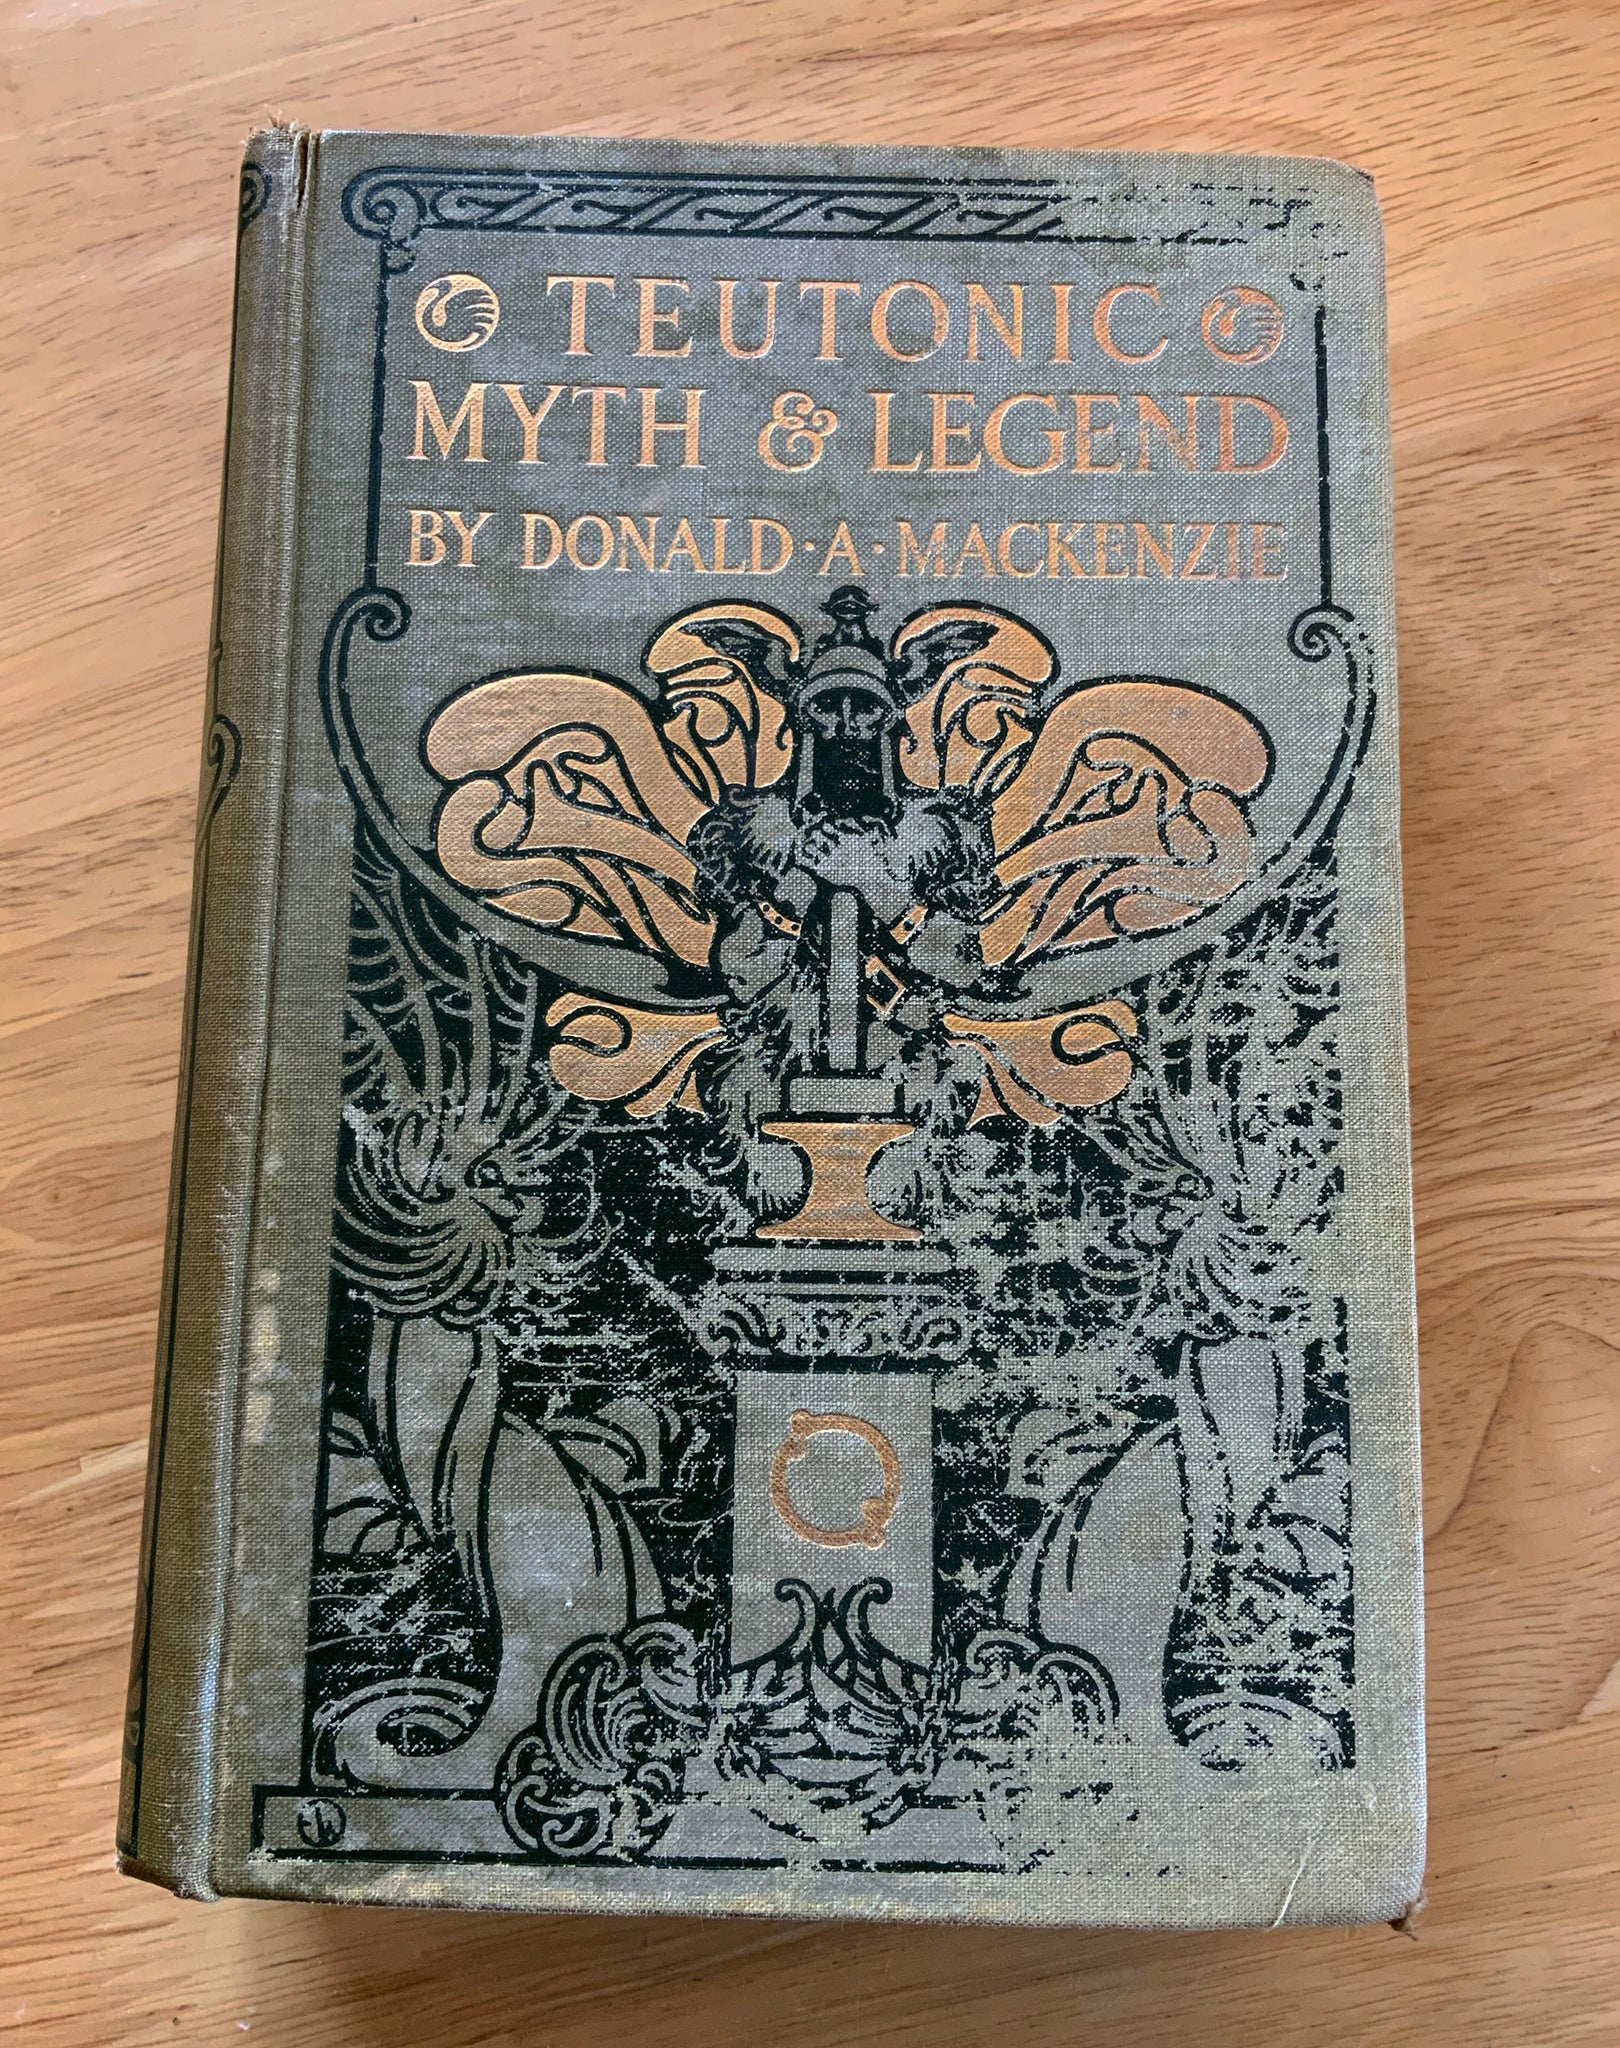 TEUTONIC
MYTH & LEGEND
BY DONALD · A · MACKENZIE